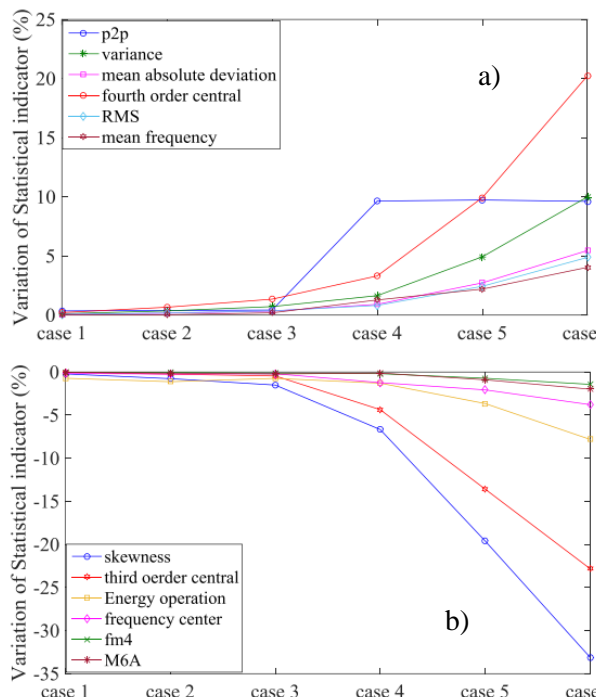 25
20
15
10
5
0
Variation of Statistical indicator (%)
p2p
variance
mean absolute deviation
fourth order central
RMS
mean frequency
a)
case 1 case 2 case 3 case 4 case 5 case
0
-5
-10
-15
-20
-25
-30
-35
Variation of Statistical indicator (%)
skewness
third oerder central
Energy operation
frequency center
fm4
M6A
b)
case 1 case 2 case 3 case 4 case 5 case